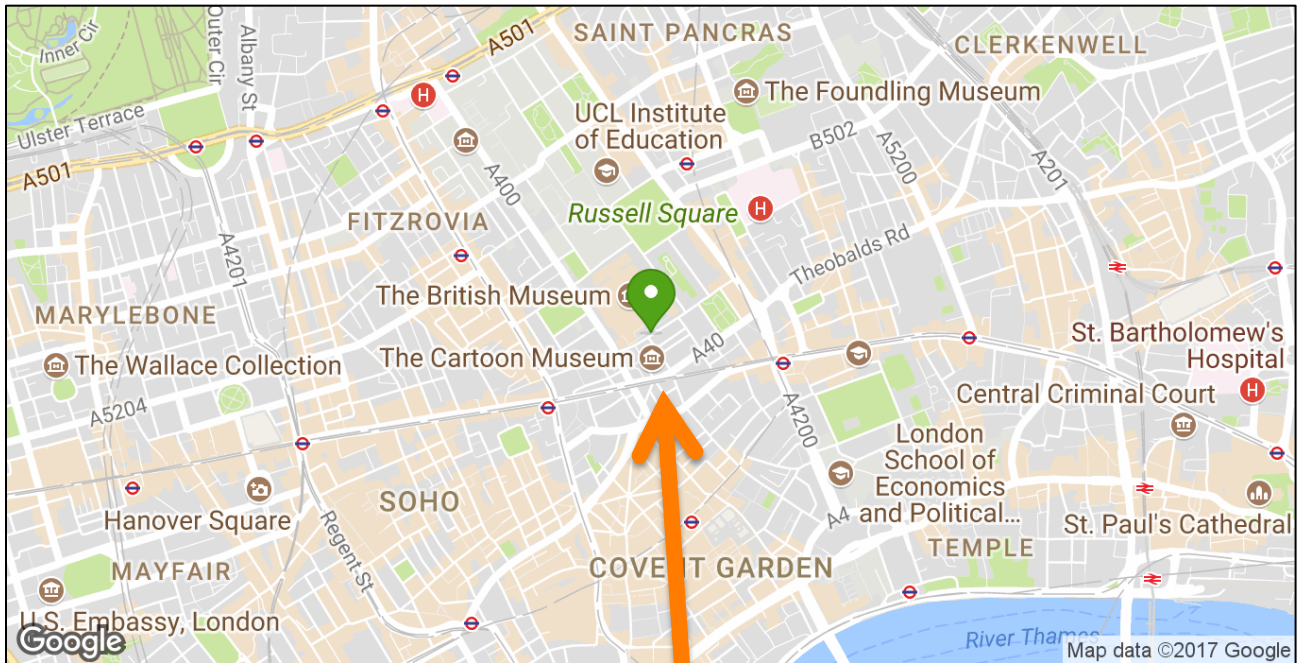 Inner Cir
Outer Cir
Albany St
A501
SAINT PANCRAS
CLERKENWELL
H
The Foundling Museum
Ulster Terrace
UCL Institute
of Education
B502
A5200
A201
A501
A400
H
Russell Square
FITZROVIA
A4201
Theobalds Rd
The British Museum
MARYLEBONE
St. Bartholomew's
Hospital
The Cartoon Museum
A40
The Wallace Collection
H
Central Criminal Court
A5204
A4200
London
School of
Economics
and Political...
SOHO
Hanover Square
Regent St
A4
St. Paul's Cathedral
TEMPLE
MAYFAIR
COVENT GARDEN
U.S. Embassy, London
Google
River Thames
Map data ©2017 Google